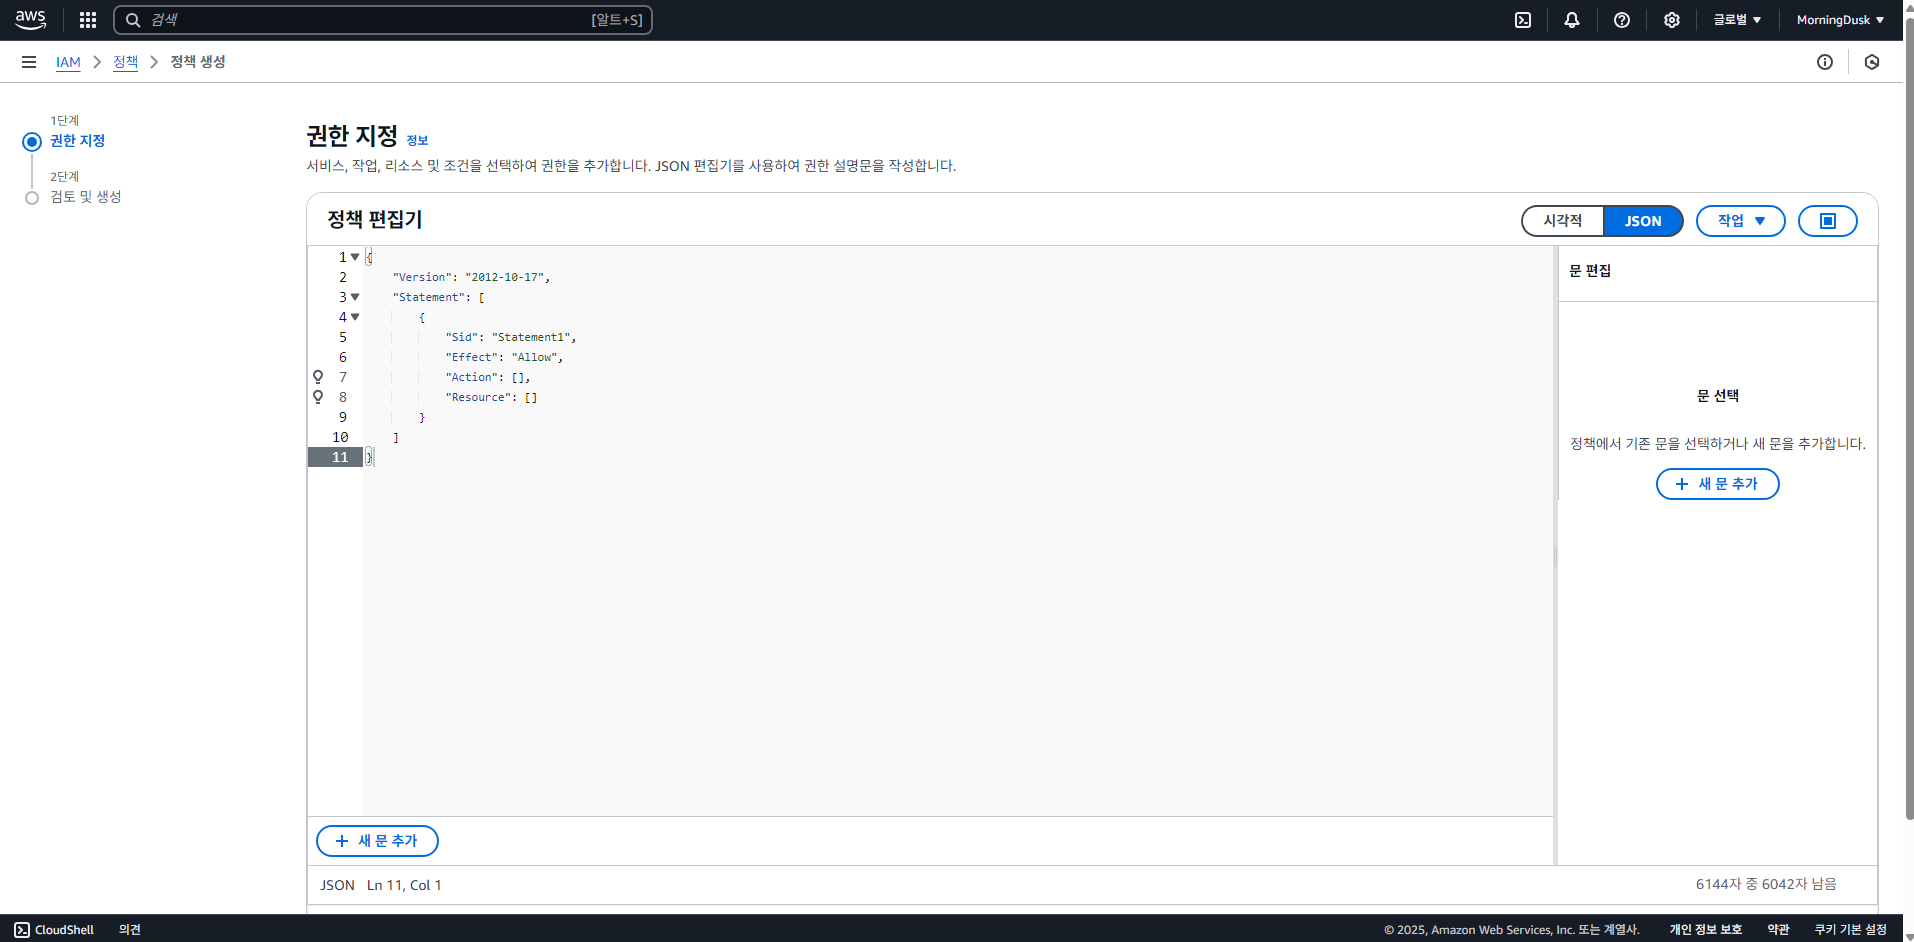 aws
검색
[알트+S]
글로벌
MorningDusk
IAM
정책
정책 생성
1단계
권한 지정
2단계
검토 및 생성
권한 지정 정보
서비스, 작업, 리소스 및 조건을 선택하여 권한을 추가합니다. JSON 편집기를 사용하여 권한 설명문을 작성합니다.
정책 편집기
시각적
JSON
작업
1 {
2 "Version": "2012-10-17",
3 "Statement": [
4 {
5 "Sid": "Statement1",
6 "Effect": "Allow",
7 "Action": [],
8 "Resource": []
9 }
10 ]
11 }
문 편집
문 선택
정책에서 기존 문을 선택하거나 새 문을 추가합니다.
+ 새 문 추가
+ 새 문 추가
JSON Ln 11, Col 1
6144자 중 6042자 남음
CloudShell
의견
© 2025, Amazon Web Services, Inc. 또는 계열사.
개인 정보 보호
약관
쿠키 기본 설정